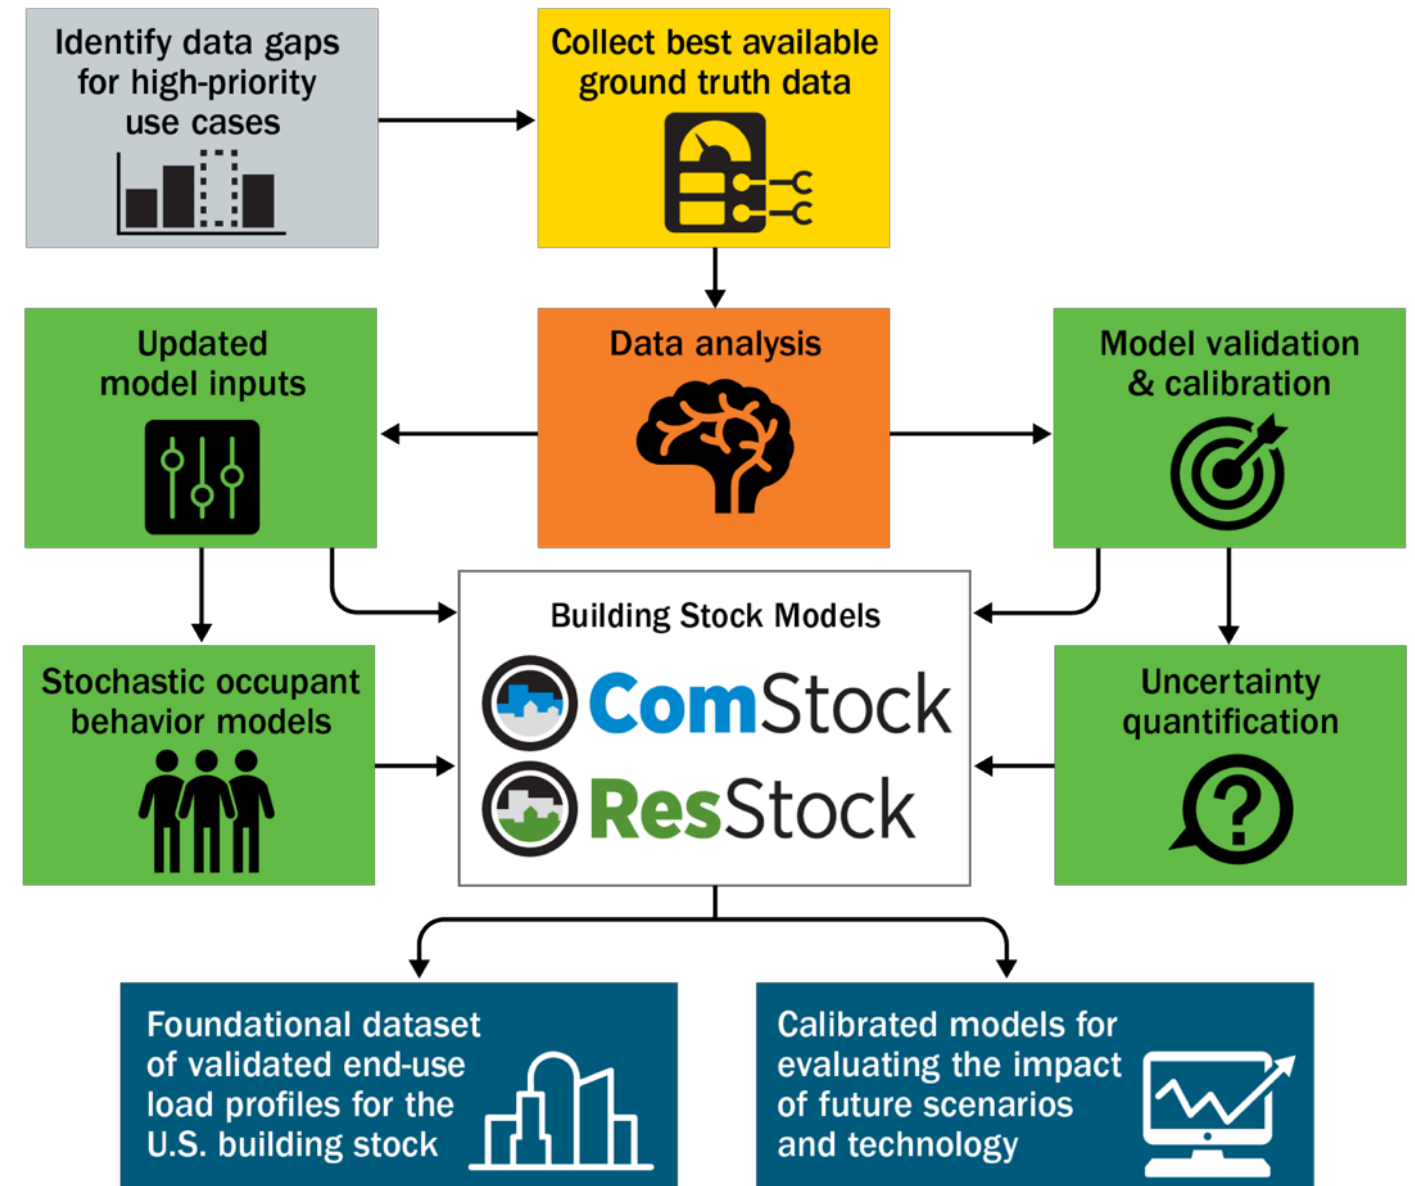 Identify data gaps
for high-priority
use cases
Collect best available
ground truth data
Updated
model inputs
Data analysis
Model validation
& calibration
Building Stock Models
ComStock
ResStock
Stochastic occupant
behavior models
Uncertainty
quantification
?
Foundational dataset
of validated end-use
load profiles for the
U.S. building stock
Calibrated models for
evaluating the impact
of future scenarios
and technology